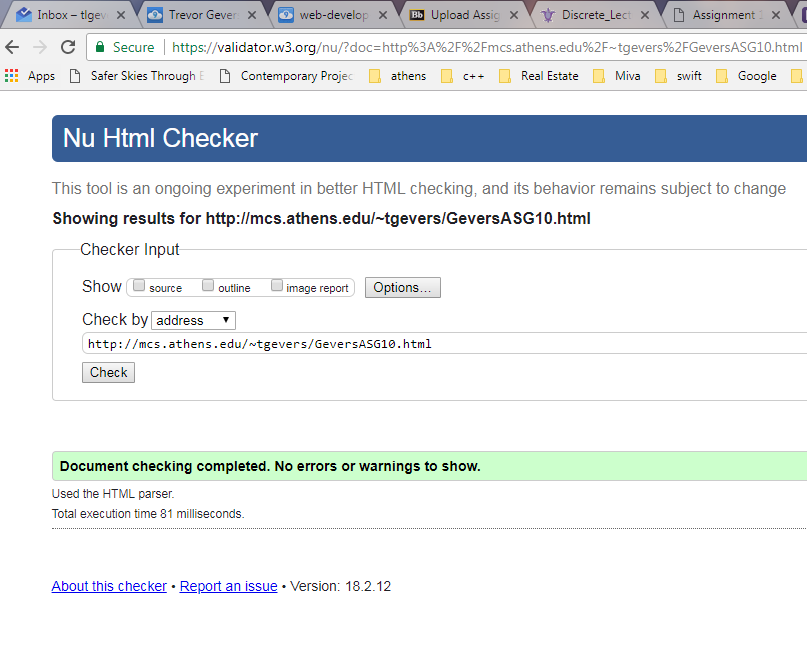 Inbox – tlgev Trevor Gever web-develop Bb Upload Assig Discrete_Lect Assignment
Secure https://validator.w3.org/nu/?doc=http%3A%2F%2Fmcs.athens.edu%2F~tgevers%2FGeversASG10.html
Apps Safer Skies Through Contemporary Projec athens c++ Real Estate Miva swift Google
Nu Html Checker
This tool is an ongoing experiment in better HTML checking, and its behavior remains subject to change
Showing results for http://mcs.athens.edu/~tgevers/GeversASG10.html
Checker Input
Show source outline image report Options...
Check by address
http://mcs.athens.edu/~tgevers/GeversASG10.html
Check
Document checking completed. No errors or warnings to show.
Used the HTML parser.
Total execution time 81 milliseconds.
About this checker • Report an issue • Version: 18.2.12